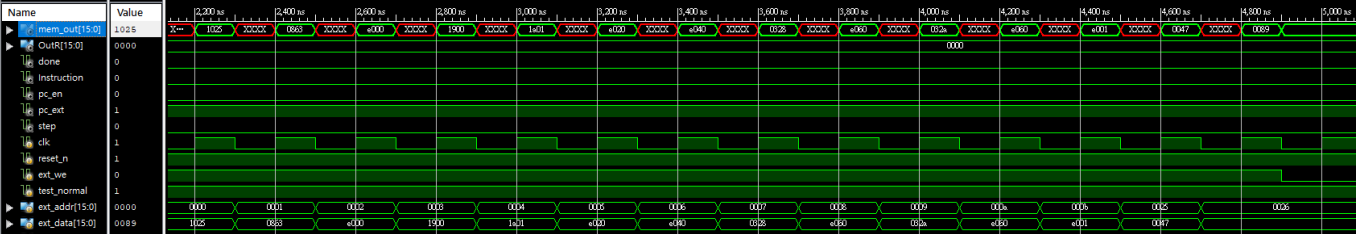 Name Value 2,200 ns 2,400 ns 2,600 ns 2,800 ns 3,000 ns 3,200 ns 3,400 ns 3,600 ns 3,800 ns 4,000 ns 4,200 ns 4,400 ns 4,600 ns 4,800 ns 5,000 ns
mem_out[15:0] 1025 X... 1025 XXXX 0863 XXXX e000 XXXX 1900 XXXX 1e01 XXXX e020 XXXX e040 XXXX 0328 XXXX e060 XXXX 032a XXXX e060 XXXX e001 XXXX 0047 XXXX 0089
OutR[15:0] 0000 0000
done 0
Instruction 0
pc_en 0
pc_ext 1
step 0
clk 1
reset_n 1
ext_we 0
test_normal 1
ext_addr[15:0] 0000 0000 0001 0002 0003 0004 0005 0006 0007 0008 0009 000a 000b 0025 0026
ext_data[15:0] 0089 1025 0863 e000 1900 1e01 e020 e040 0328 e060 032a e060 e001 0047